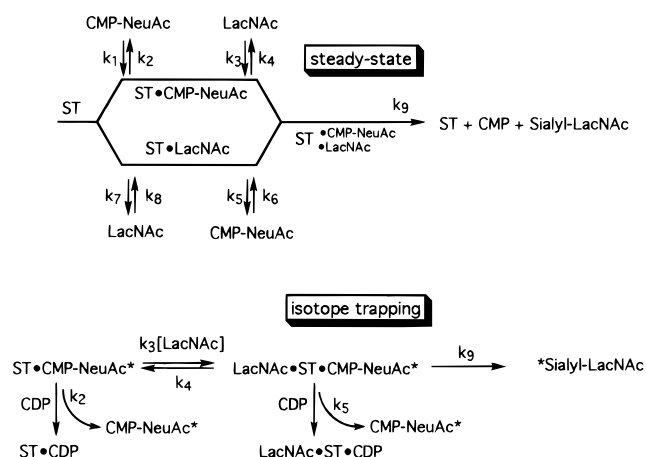 CMP-NeuAc LacNAc
k1 k2 k3 k4 steady-state
ST•CMP-NeuAc
ST k9
ST•LacNAc ST •CMP-NeuAc •LacNAc ST + CMP + Sialyl-LacNAc
k7 k8 k5 k6
LacNAc CMP-NeuAc
isotope trapping
k3[LacNAc]
ST•CMP-NeuAc* LacNAc•ST•CMP-NeuAc* k9 *Sialyl-LacNAc
k4
CDP k2 CDP k5
CMP-NeuAc* CMP-NeuAc*
ST•CDP LacNAc•ST•CDP